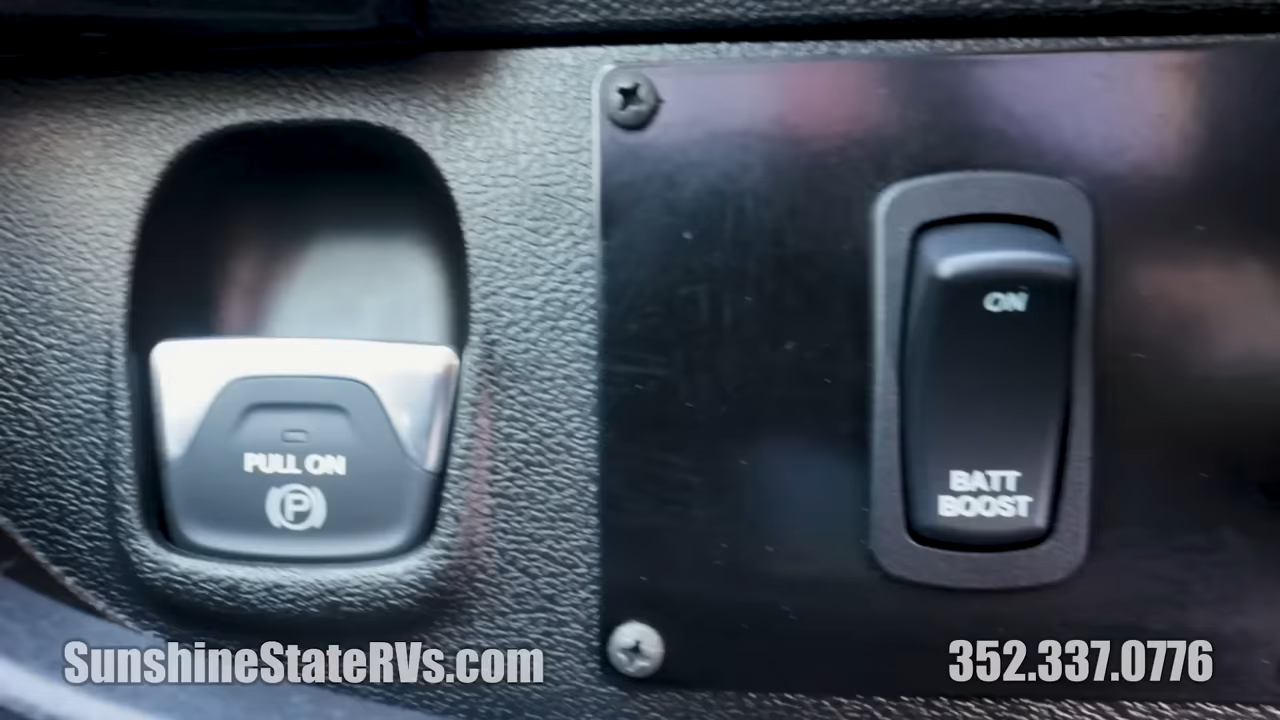 PULL ON
P
ON
BATT
BOOST
SunshineStateRVs.com
352.337.0776